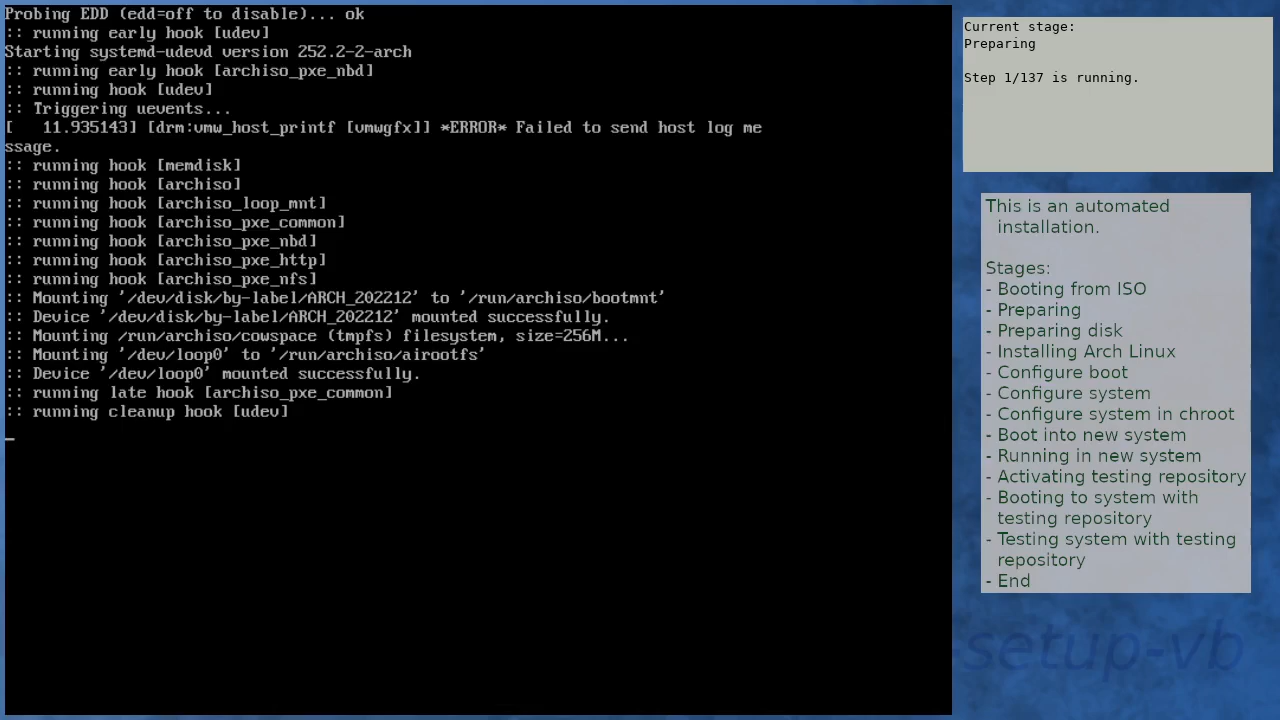 Probing EDD (edd=off to disable)... ok
:: running early hook [udev]
Starting systemd-udevd version 252.2-2-arch
:: running early hook [archiso_pxe_nbd]
:: running hook [udev]
:: Triggering uevents...
[   11.935143] [drm:vmw_host_printf [vmwgfx]] *ERROR* Failed to send host log me
ssage.
:: running hook [memdisk]
:: running hook [archiso]
:: running hook [archiso_loop_mnt]
:: running hook [archiso_pxe_common]
:: running hook [archiso_pxe_nbd]
:: running hook [archiso_pxe_http]
:: running hook [archiso_pxe_nfs]
:: Mounting '/dev/disk/by-label/ARCH_202212' to '/run/archiso/bootmnt'
:: Device '/dev/disk/by-label/ARCH_202212' mounted successfully.
:: Mounting /run/archiso/cowspace (tmpfs) filesystem, size=256M...
:: Mounting '/dev/loop0' to '/run/archiso/airootfs'
:: Device '/dev/loop0' mounted successfully.
:: running late hook [archiso_pxe_common]
:: running cleanup hook [udev]
Current stage:
Preparing
Step 1/137 is running.
This is an automated
installation.
Stages:
- Booting from ISO
- Preparing
- Preparing disk
- Installing Arch Linux
- Configure boot
- Configure system
- Configure system in chroot
- Boot into new system
- Running in new system
- Activating testing repository
- Booting to system with
testing repository
- Testing system with testing
repository
- End
setup-vb